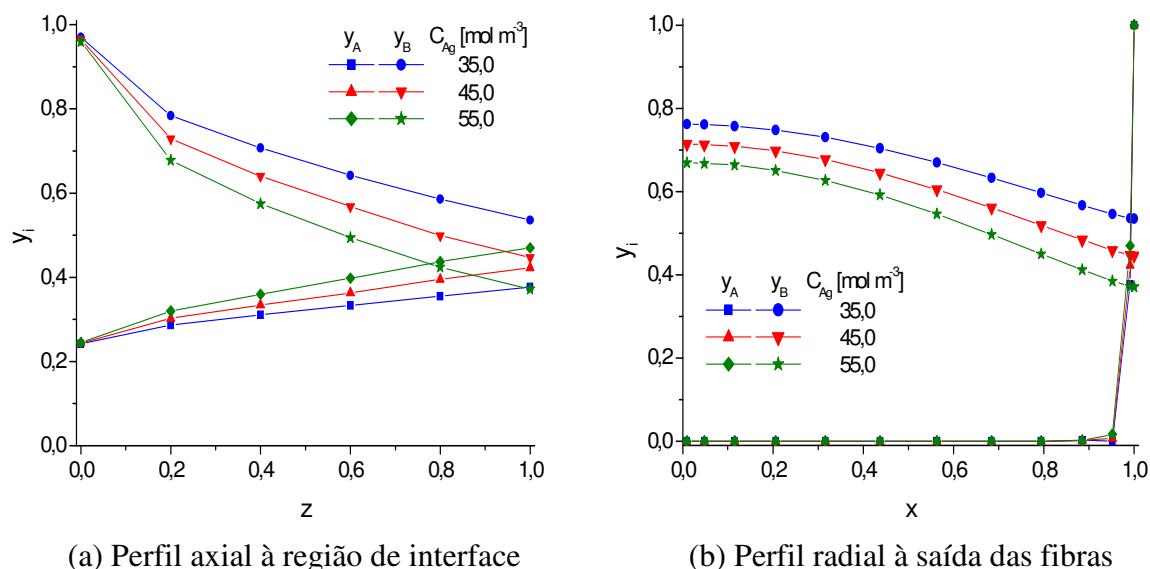 1,0
0,8
0,6
0,4
0,2
0,0
y_i
0,0 0,2 0,4 0,6 0,8 1,0
z
y_A y_B C_Ag [mol m⁻³]
35,0
45,0
55,0
(a) Perfil axial à região de interface
1,0
0,8
0,6
0,4
0,2
0,0
y_i
y_A y_B C_Ag [mol m⁻³]
35,0
45,0
55,0
0,0 0,2 0,4 0,6 0,8 1,0
x
(b) Perfil radial à saída das fibras